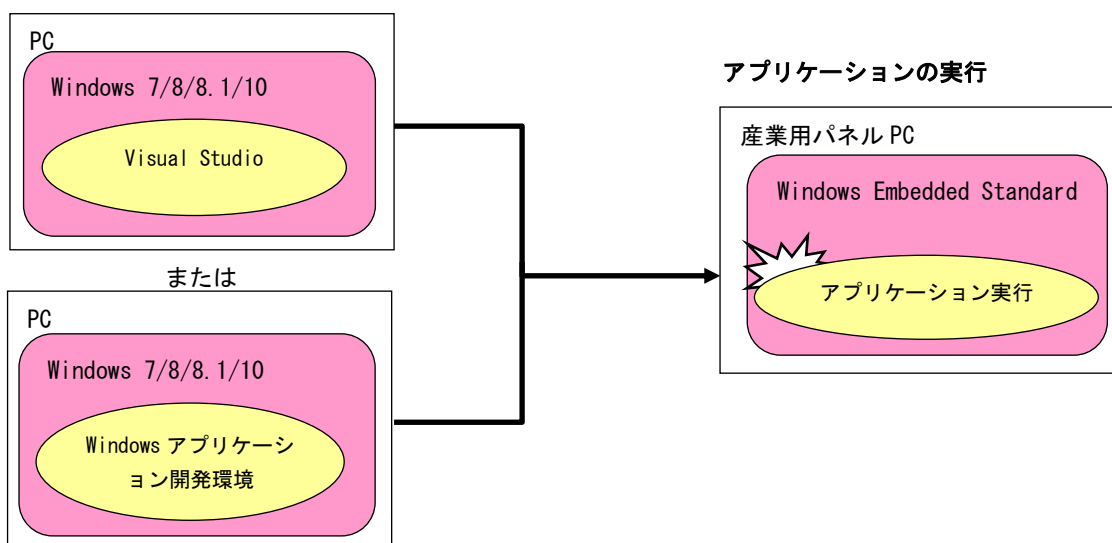 PC
Windows 7/8/8.1/10
Visual Studio
または
PC
Windows 7/8/8.1/10
Windows アプリケーシ
ョン開発環境
アプリケーションの実行
産業用パネル PC
Windows Embedded Standard
アプリケーション実行